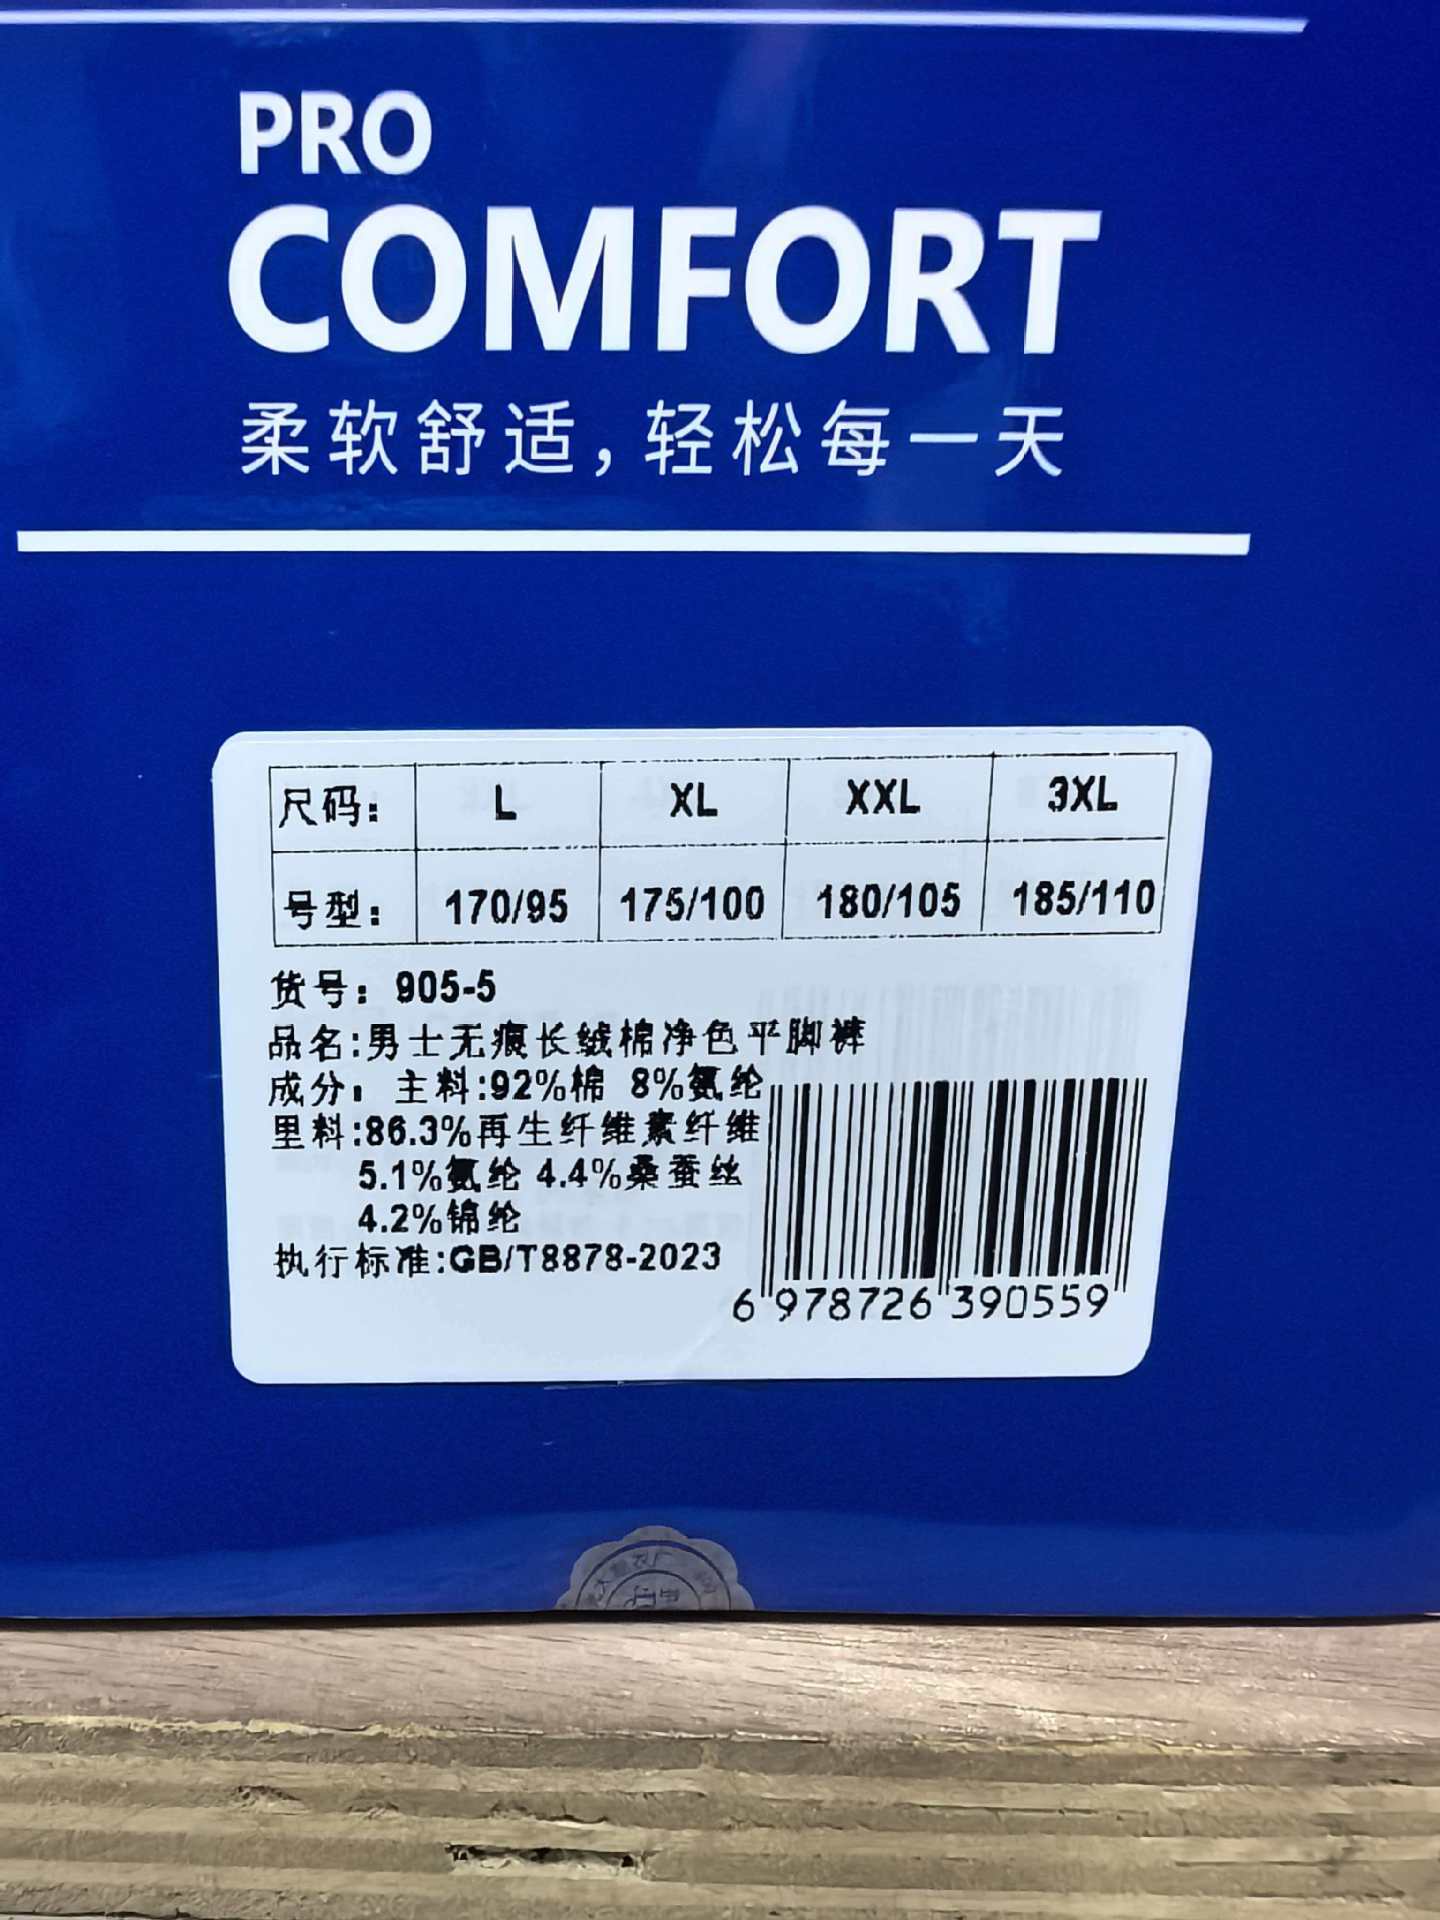 PRO
COMFORT
柔软舒适，轻松每一天
尺码： L XL XXL 3XL
号型： 170/95 175/100 180/105 185/110
货号：905-5
品名:男士无痕长绒棉净色平脚裤
成分：主料:92%棉 8%氨纶
里料:86.3%再生纤维素纤维
5.1%氨纶 4.4%桑蚕丝
4.2%锦纶
执行标准:GB/T8878-2023
6 978726 390559